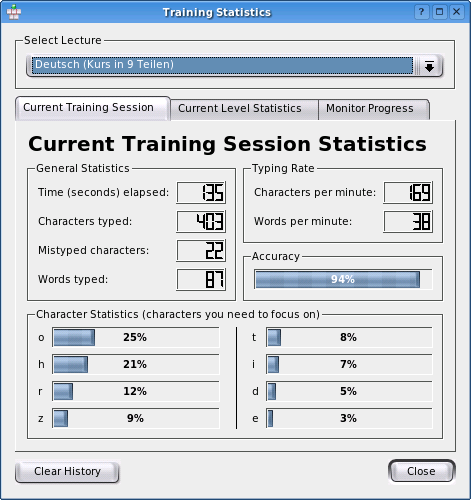 Training Statistics
Select Lecture
Deutsch (Kurs in 9 Teilen)
Current Training Session
Current Level Statistics
Monitor Progress
Current Training Session Statistics
General Statistics
Time (seconds) elapsed: 135
Characters typed: 403
Mistyped characters: 22
Words typed: 87
Typing Rate
Characters per minute: 169
Words per minute: 38
Accuracy
94%
Character Statistics (characters you need to focus on)
o 25%
h 21%
r 12%
z 9%
t 8%
i 7%
d 5%
e 3%
Clear History
Close